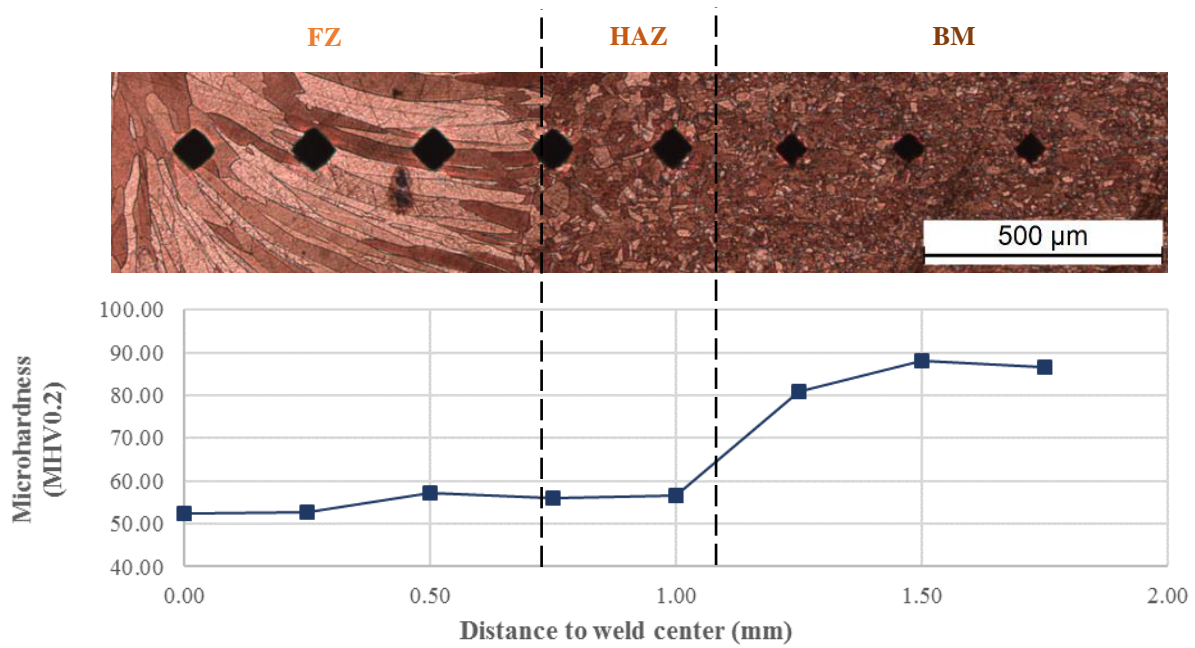 FZ HAZ BM
500 µm
100.00
90.00
80.00
70.00
60.00
50.00
40.00
Microhardness
(MHV0.2)
0.00 0.50 1.00 1.50 2.00
Distance to weld center (mm)